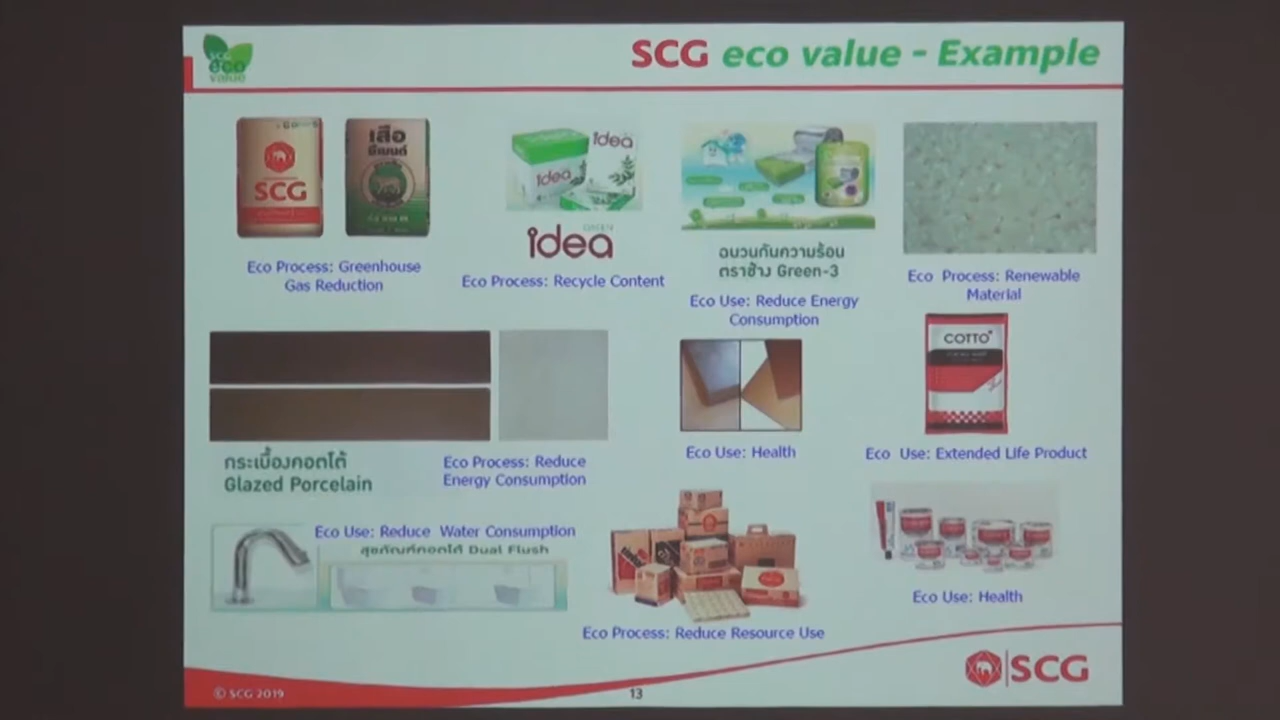 SCG
eco
value
SCG eco value - Example
SCG
เสือ
idea
idea
GREEN
idea
ฉนวนกันความร้อน
ตราช้าง Green-3
Eco Process: Greenhouse
Gas Reduction
Eco Process: Recycle Content
Eco Use: Reduce Energy
Consumption
Eco Process: Renewable
Material
COTTO
กระเบื้องคอตโต้
Glazed Porcelain
Eco Process: Reduce
Energy Consumption
Eco Use: Health
Eco Use: Extended Life Product
Eco Use: Reduce Water Consumption
สุขภัณฑ์คอตโต้ Dual Flush
Eco Process: Reduce Resource Use
Eco Use: Health
© SCG 2019
13
SCG